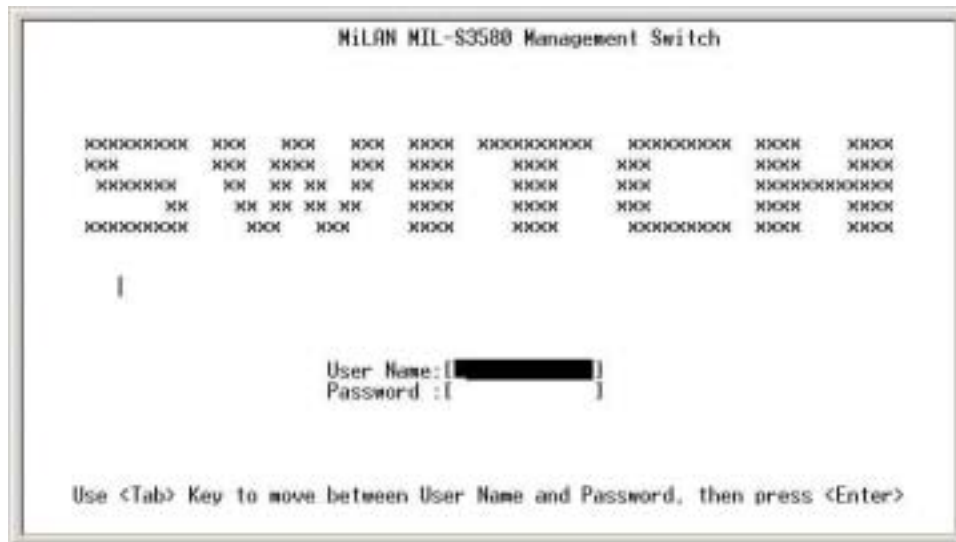 MiLAN MIL-S3580 Management Switch
SWITCH
User Name:[ ]
Password :[ ]
Use <Tab> Key to move between User Name and Password, then press <Enter>